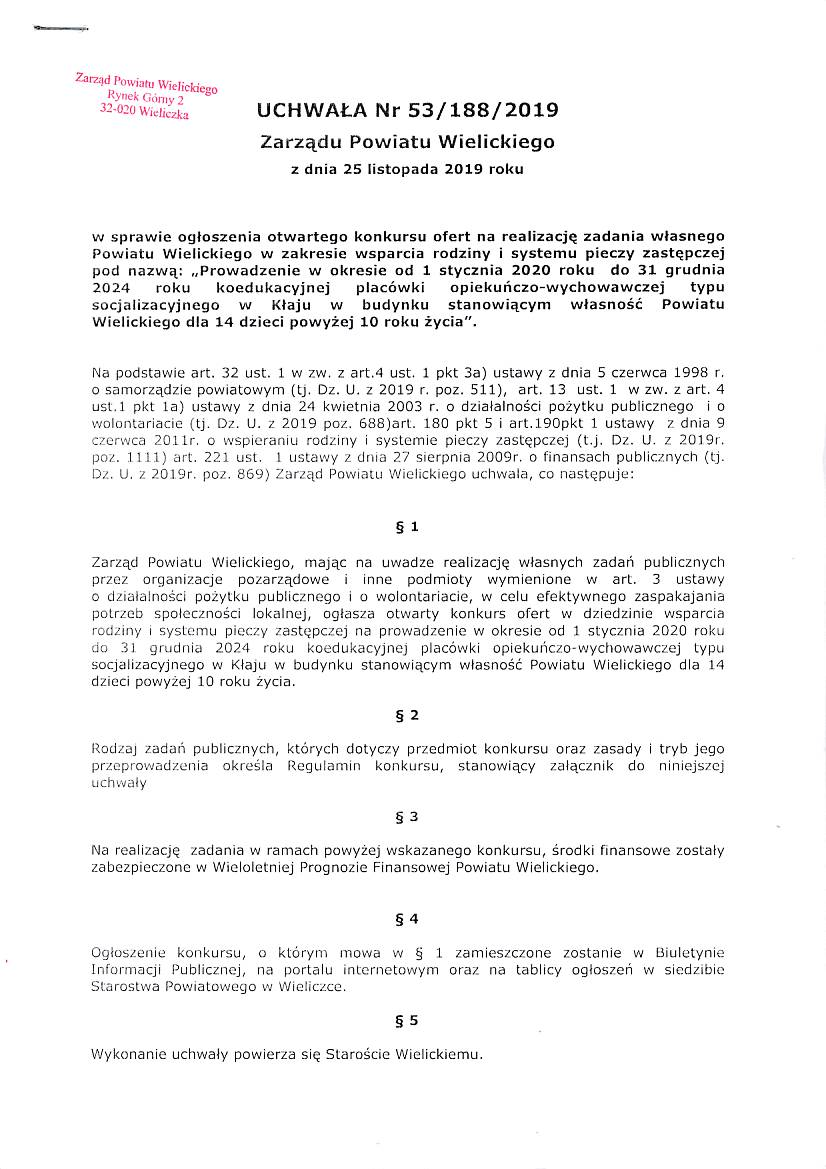 Zarząd Powiatu Wielickiego
Rynek Górny 2
32-020 Wieliczka
UCHWAŁA Nr 53/188/2019
Zarządu Powiatu Wielickiego
z dnia 25 listopada 2019 roku
w sprawie ogłoszenia otwartego konkursu ofert na realizację zadania własnego
Powiatu Wielickiego w zakresie wsparcia rodziny i systemu pieczy zastępczej
pod nazwą: „Prowadzenie w okresie od 1 stycznia 2020 roku do 31 grudnia
2024 roku koedukacyjnej placówki opiekuńczo-wychowawczej typu
socjalizacyjnego w Kłaju w budynku stanowiącym własność Powiatu
Wielickiego dla 14 dzieci powyżej 10 roku życia".
Na podstawie art. 32 ust. 1 w zw. z art.4 ust. 1 pkt 3a) ustawy z dnia 5 czerwca 1998 r.
o samorządzie powiatowym (tj. Dz. U. z 2019 r. poz. 511), art. 13 ust. 1 w zw. z art. 4
ust.1 pkt 1a) ustawy z dnia 24 kwietnia 2003 r. o działalności pożytku publicznego i o
wolontariacie (tj. Dz. U. z 2019 poz. 688)art. 180 pkt 5 i art.190pkt 1 ustawy z dnia 9
czerwca 2011r. o wspieraniu rodziny i systemie pieczy zastępczej (t.j. Dz. U. z 2019r.
poz. 1111) art. 221 ust. 1 ustawy z dnia 27 sierpnia 2009r. o finansach publicznych (tj.
Dz. U. z 2019r. poz. 869) Zarząd Powiatu Wielickiego uchwala, co następuje:
§ 1
Zarząd Powiatu Wielickiego, mając na uwadze realizację własnych zadań publicznych
przez organizacje pozarządowe i inne podmioty wymienione w art. 3 ustawy
o działalności pożytku publicznego i o wolontariacie, w celu efektywnego zaspakajania
potrzeb społeczności lokalnej, ogłasza otwarty konkurs ofert w dziedzinie wsparcia
rodziny i systemu pieczy zastępczej na prowadzenie w okresie od 1 stycznia 2020 roku
do 31 grudnia 2024 roku koedukacyjnej placówki opiekuńczo-wychowawczej typu
socjalizacyjnego w Kłaju w budynku stanowiącym własność Powiatu Wielickiego dla 14
dzieci powyżej 10 roku życia.
§ 2
Rodzaj zadań publicznych, których dotyczy przedmiot konkursu oraz zasady i tryb jego
przeprowadzenia określa Regulamin konkursu, stanowiący załącznik do niniejszej
uchwały
§ 3
Na realizację zadania w ramach powyżej wskazanego konkursu, środki finansowe zostały
zabezpieczone w Wieloletniej Prognozie Finansowej Powiatu Wielickiego.
§ 4
Ogłoszenie konkursu, o którym mowa w § 1 zamieszczone zostanie w Biuletynie
Informacji Publicznej, na portalu internetowym oraz na tablicy ogłoszeń w siedzibie
Starostwa Powiatowego w Wieliczce.
§ 5
Wykonanie uchwały powierza się Staroście Wielickiemu.